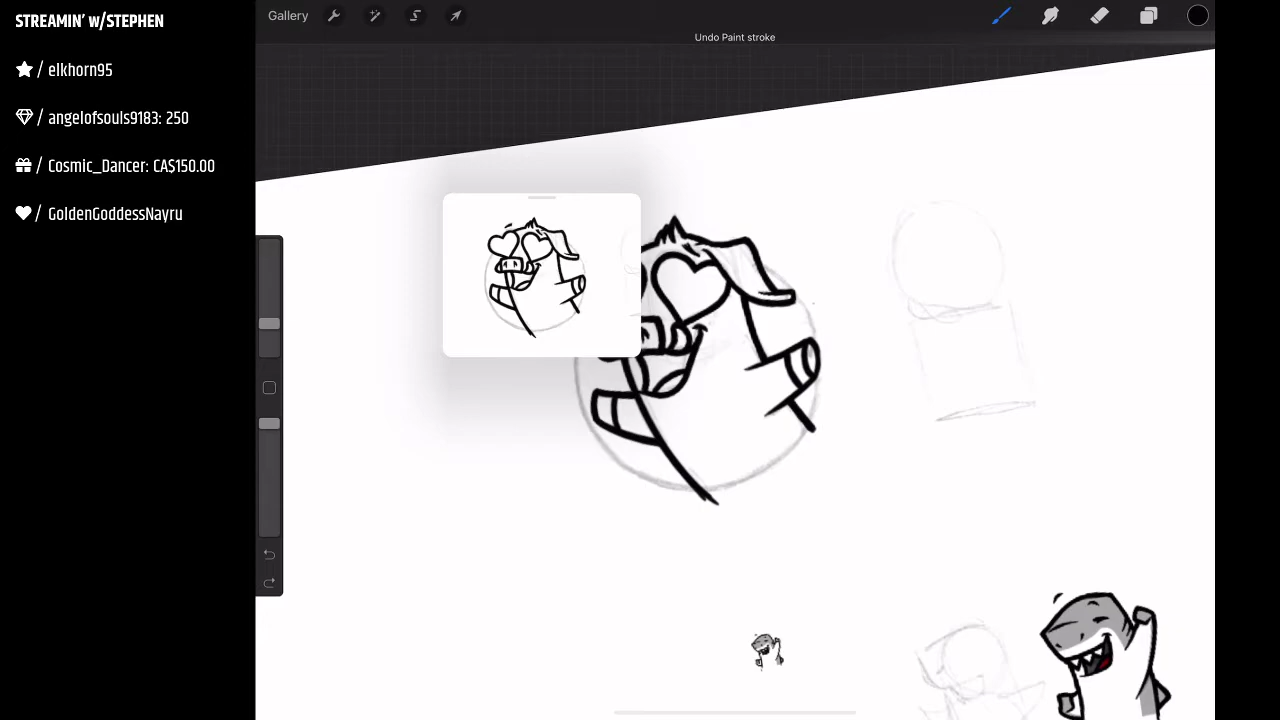 STREAMIN' w/STEPHEN
/ elkhorn95
/ angelofsouls9183: 250
/ Cosmic_Dancer: CA$150.00
/ GoldenGoddessNayru
Gallery
Undo Paint stroke